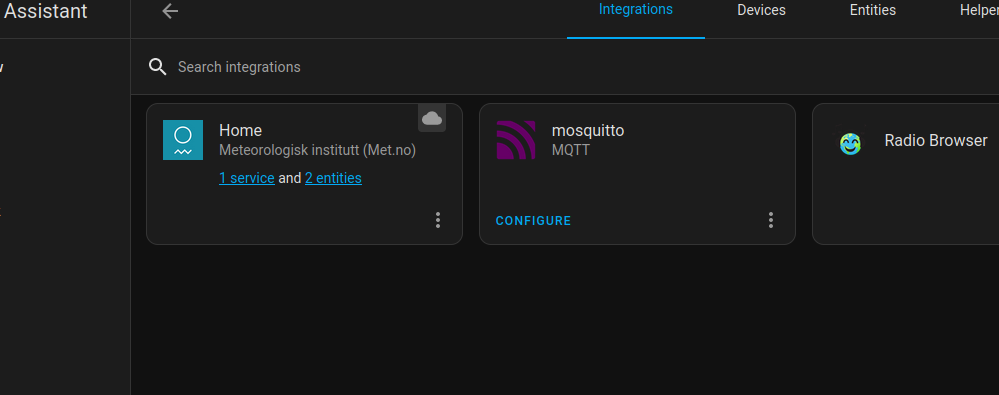 Assistant
Integrations Devices Entities Helper
Search integrations
Home
Meteorologisk institutt (Met.no)
1 service and 2 entities
mosquitto
MQTT
CONFIGURE
Radio Browser